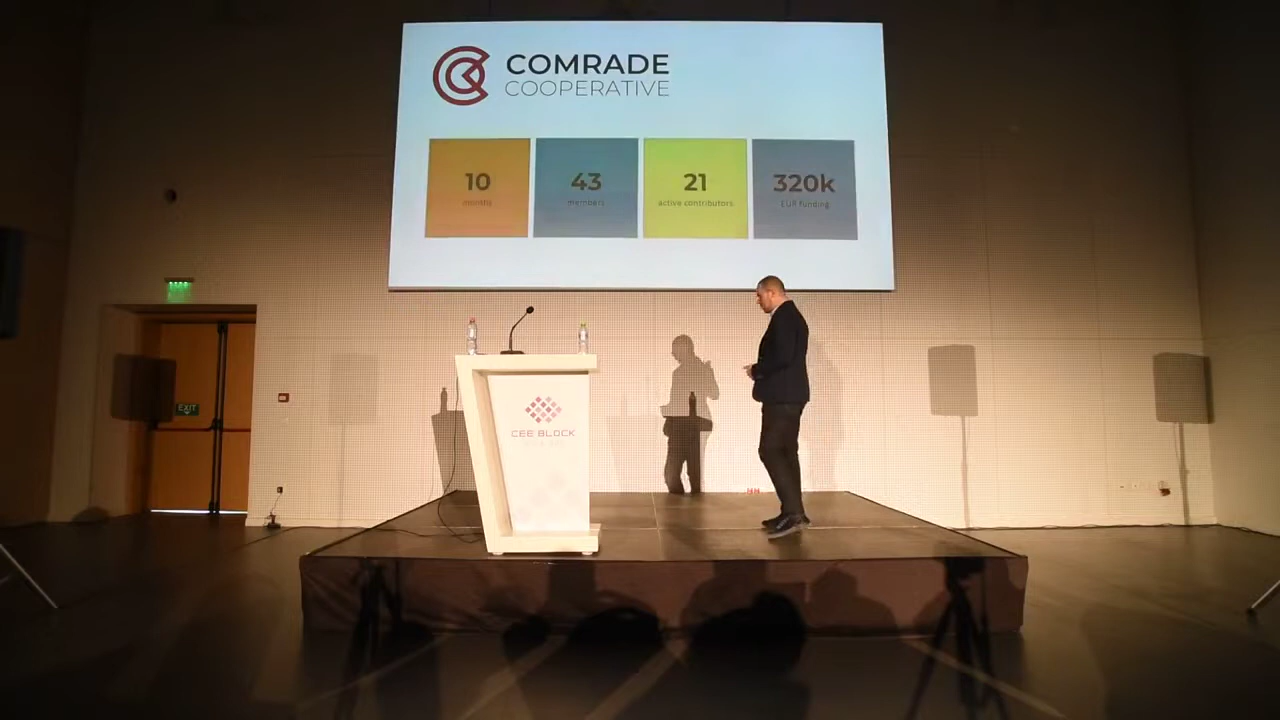 COMRADE
COOPERATIVE
10
months
43
members
21
active contributors
320k
EUR funding
EXIT
CEE BLOCK